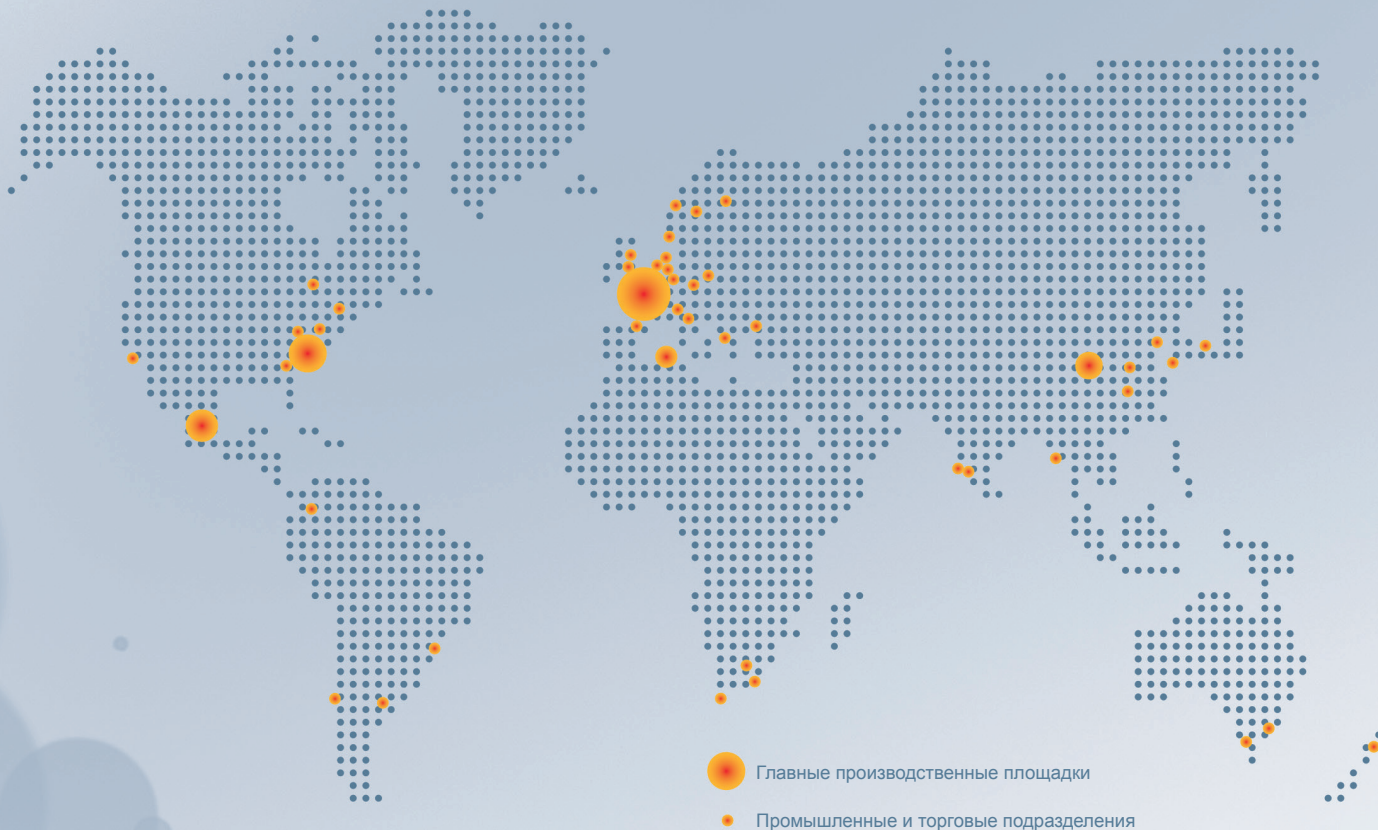 Главные производственные площадки
Промышленные и торговые подразделения